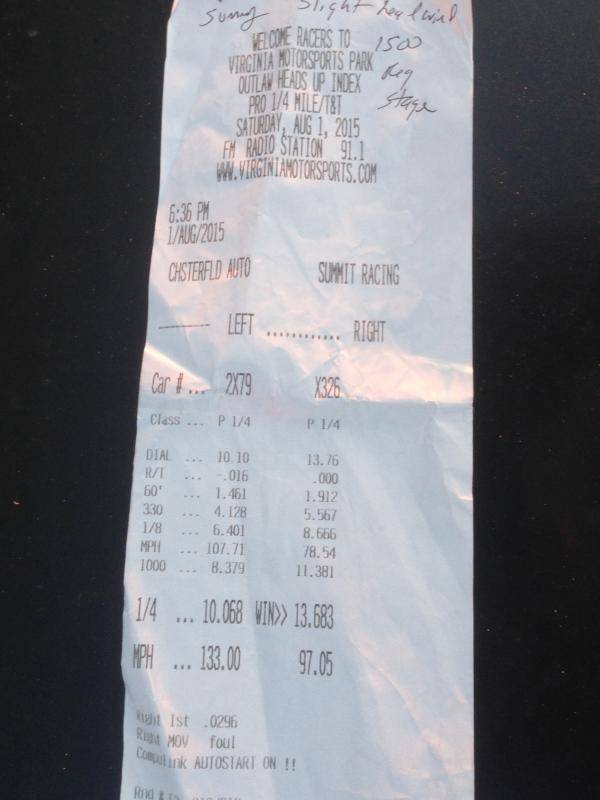 Sunny Slight Headwind
WELCOME RACERS TO 1500
VIRGINIA MOTORSPORTS PARK
OUTLAW HEADS UP INDEX Reg
PRO 1/4 MILE/T&T Stage
SATURDAY, AUG 1, 2015
FM RADIO STATION 91.1
WWW.VIRGINIAMOTORSPORTS.COM
6:36 PM
1/AUG/2015
CHSTERFLD AUTO SUMMIT RACING
LEFT ............ RIGHT
Car # ... 2X79 X326
Class ... P 1/4 P 1/4
DIAL ... 10.10 13.76
R/T ... -.016 .000
60' ... 1.461 1.912
330 ... 4.128 5.567
1/8 ... 6.401 8.666
MPH ... 107.71 78.54
1000 ... 8.379 11.381
1/4 ... 10.068 WIN>> 13.683
MPH ... 133.00 97.05
Right 1st .0296
Right MOV foul
Compulink AUTOSTART ON !!
Rnd #